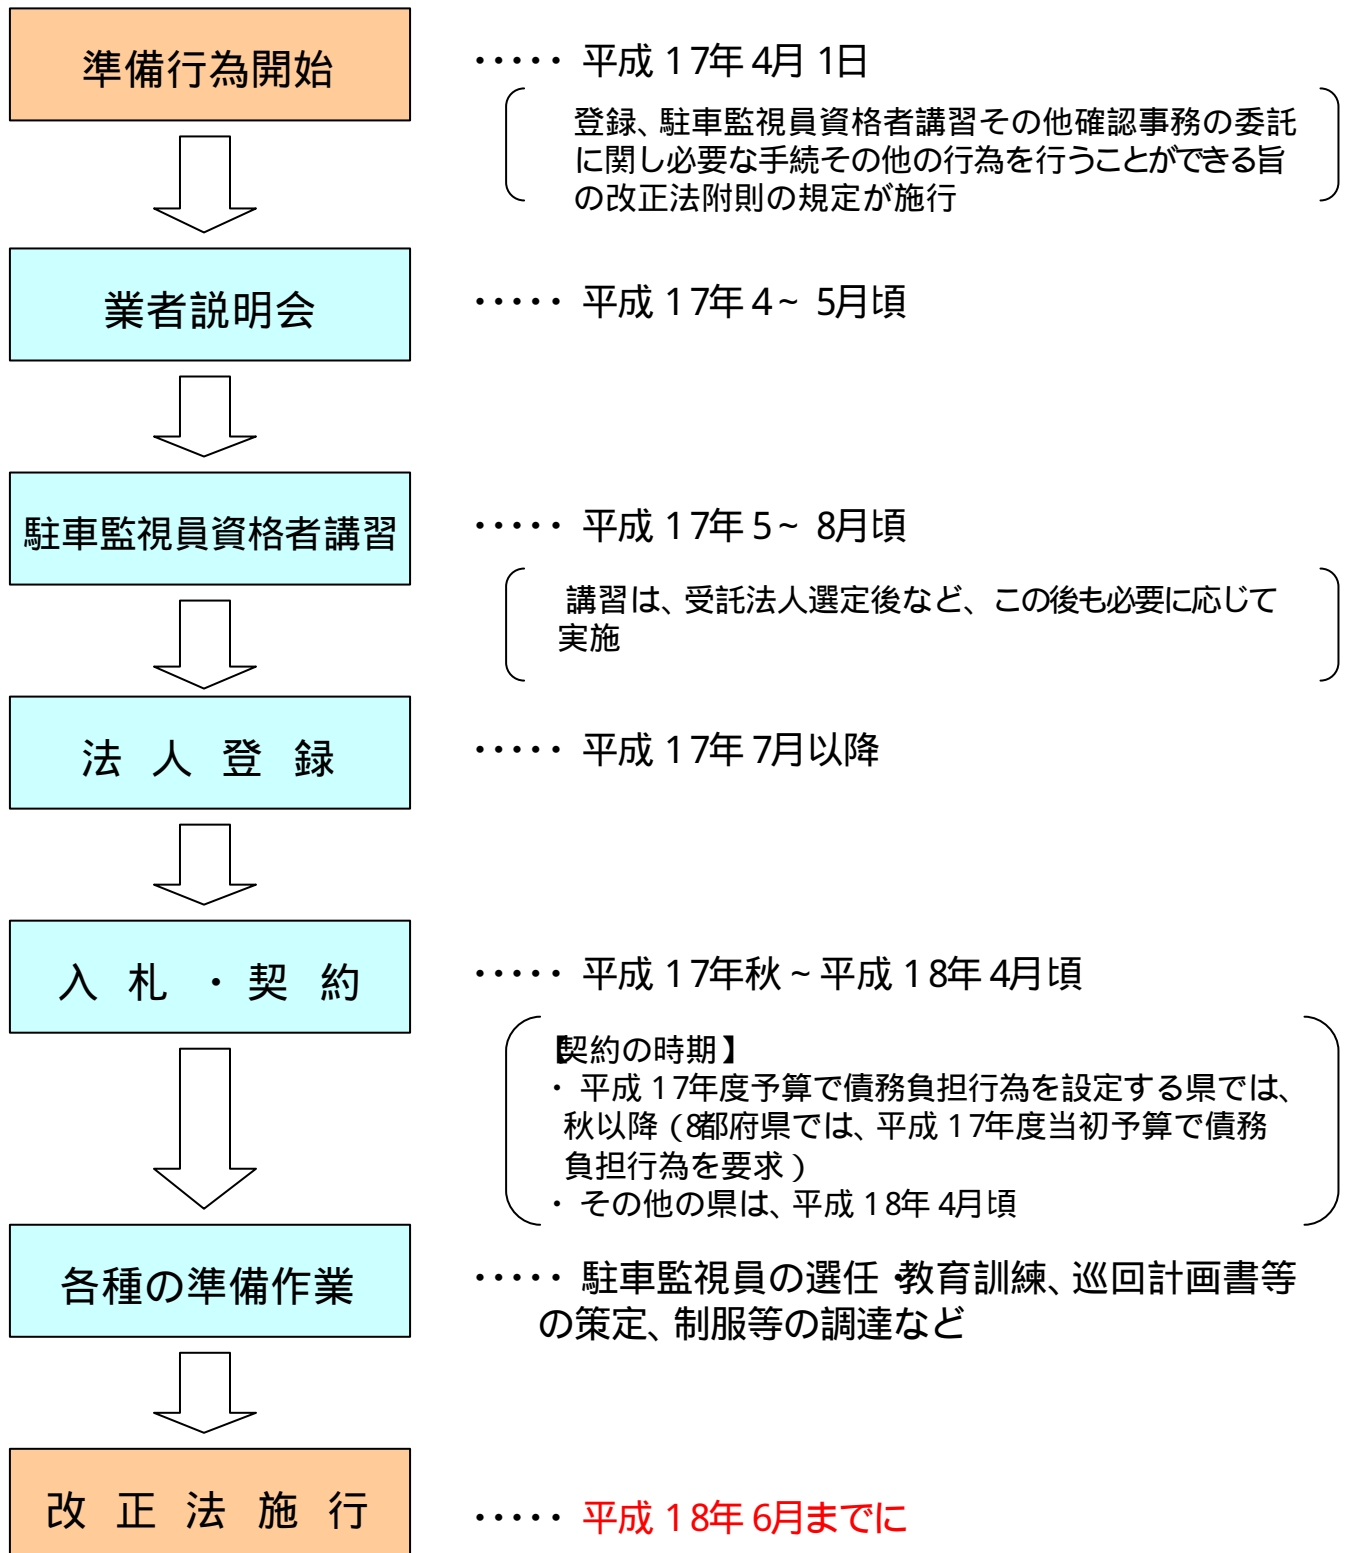 準備行為開始
・・・・・ 平成17年4月1日
登録、駐車監視員資格者講習その他確認事務の委託
に関し必要な手続その他の行為を行うことができる旨
の改正法附則の規定が施行
業者説明会
・・・・・ 平成17年4~5月頃
駐車監視員資格者講習
・・・・・ 平成17年5~8月頃
講習は、受託法人選定後など、この後も必要に応じて
実施
法人登録
・・・・・ 平成17年7月以降
入札・契約
・・・・・ 平成17年秋~平成18年4月頃
【契約の時期】
・ 平成17年度予算で債務負担行為を設定する県では、
秋以降(8都府県では、平成17年度当初予算で債務
負担行為を要求)
・ その他の県は、平成18年4月頃
各種の準備作業
・・・・・ 駐車監視員の選任・教育訓練、巡回計画書等
の策定、制服等の調達など
改正法施行
・・・・・ 平成18年6月までに